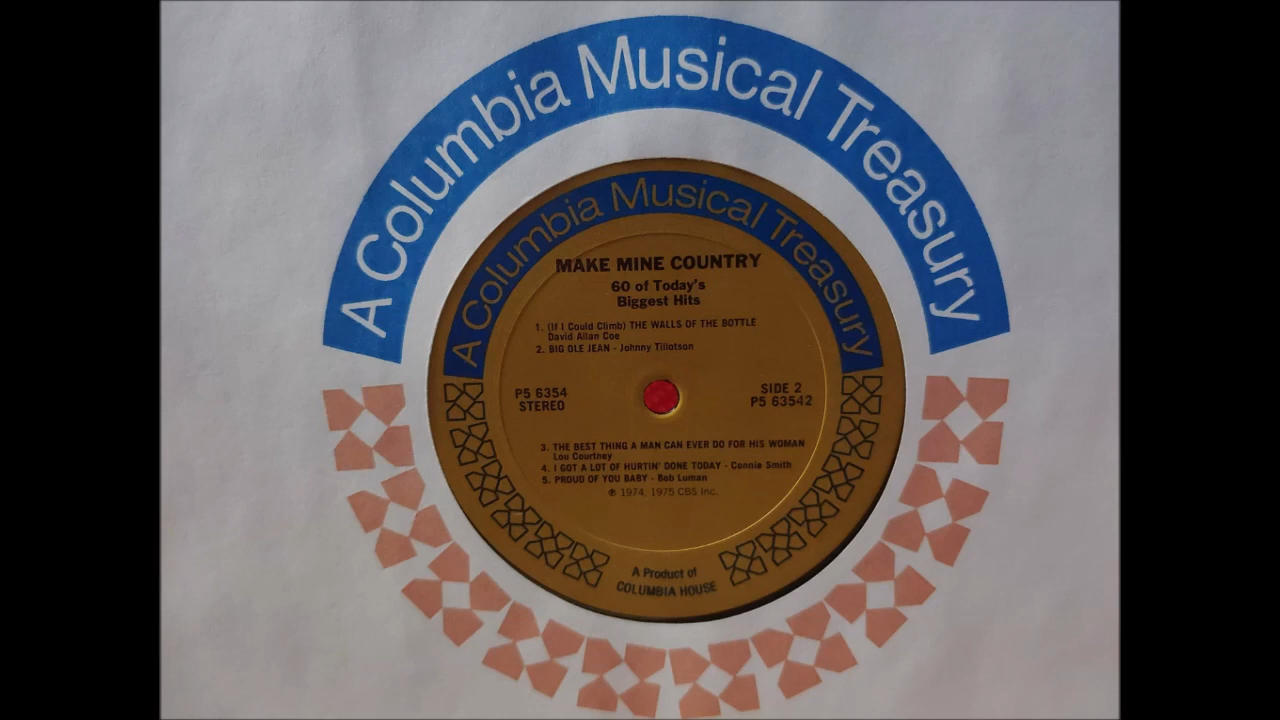 A Columbia Musical Treasury
A Columbia Musical Treasury
MAKE MINE COUNTRY
60 of Today's
Biggest Hits
1. (If I Could Climb) THE WALLS OF THE BOTTLE
David Allan Coe
2. BIG OLE JEAN - Johnny Tillotson
P5 6354
STEREO
SIDE 2
P5 63542
3. THE BEST THING A MAN CAN EVER DO FOR HIS WOMAN
Lou Courtney
4. I GOT A LOT OF HURTIN' DONE TODAY - Connie Smith
5. PROUD OF YOU BABY - Bob Luman
℗ 1974, 1975 CBS Inc.
A Product of
COLUMBIA HOUSE